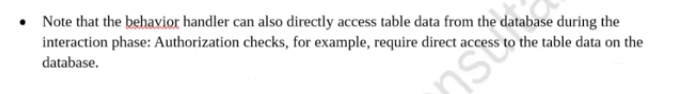 • Note that the behavior handler can also directly access table data from the database during the
interaction phase: Authorization checks, for example, require direct access to the table data on the
database.